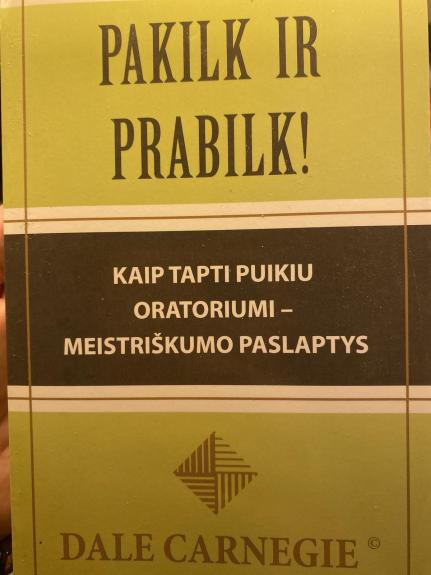 PAKILK IR
PRABILK!
KAIP TAPTI PUIKIU
ORATORIUMI –
MEISTRIŠKUMO PASLAPTYS
DALE CARNEGIE ©